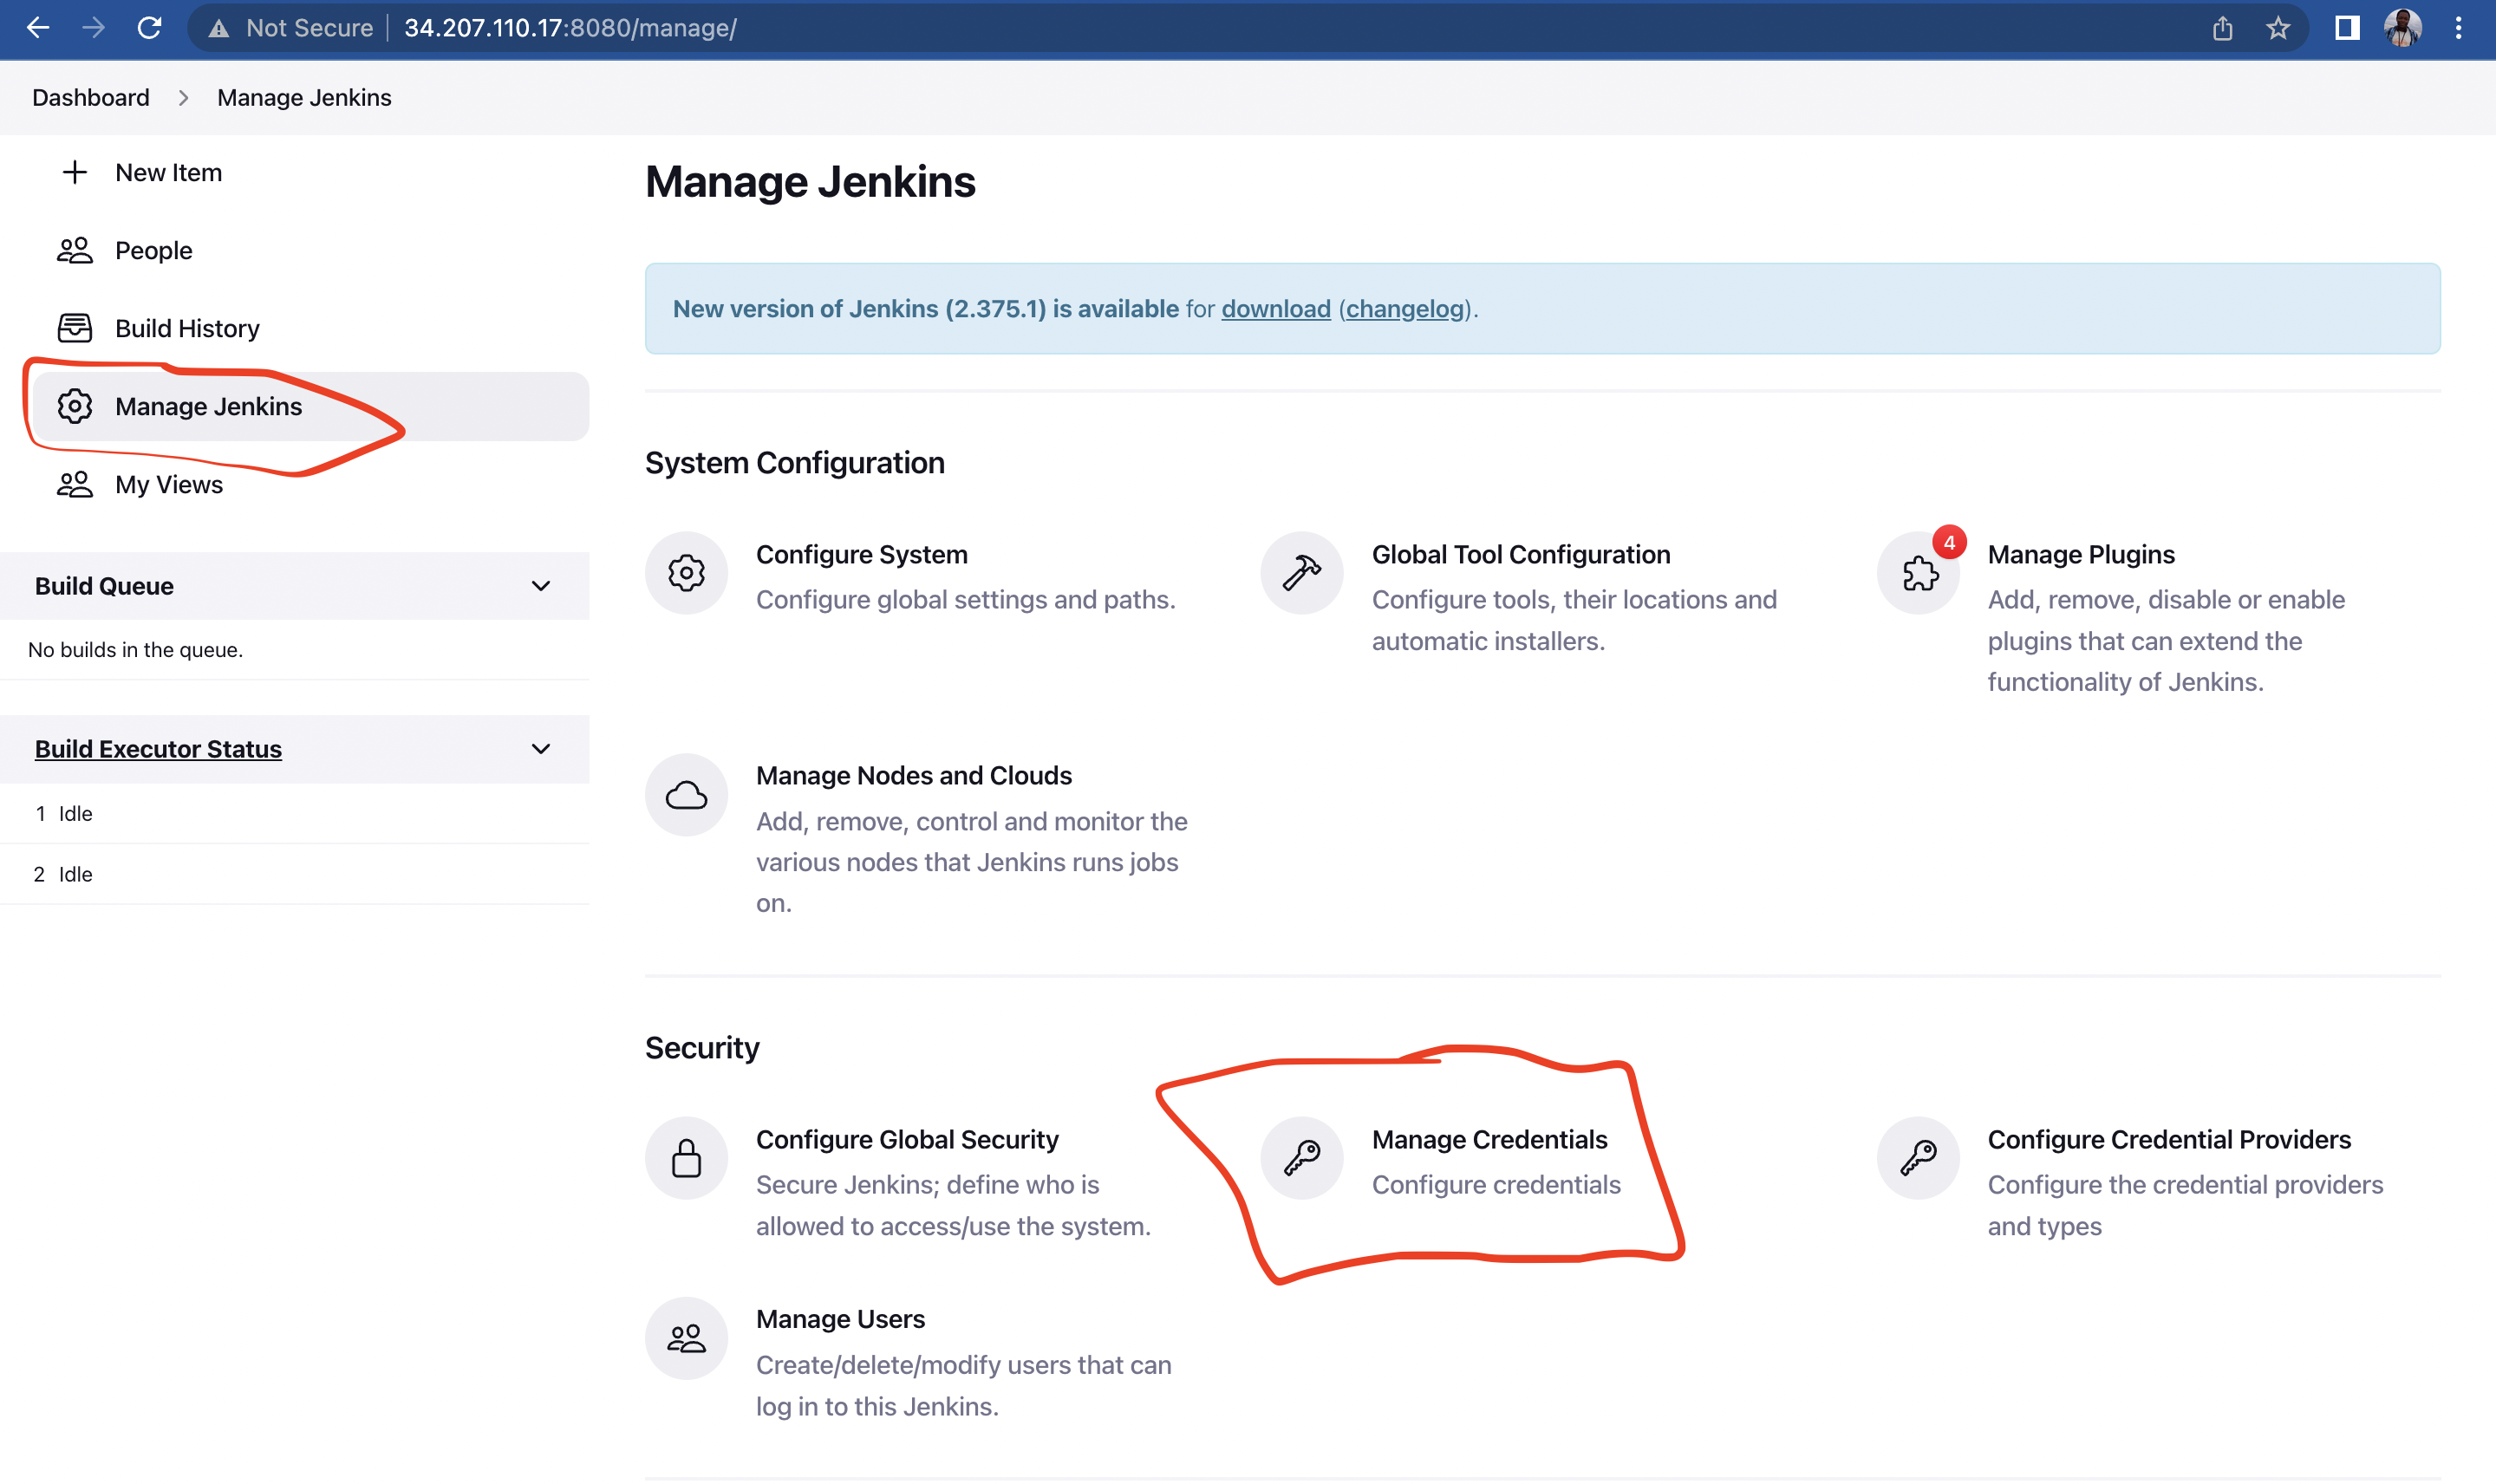 Not Secure 34.207.110.17:8080/manage/
Dashboard Manage Jenkins
New Item
People
Build History
Manage Jenkins
My Views
Build Queue
No builds in the queue.
Build Executor Status
1 Idle
2 Idle
Manage Jenkins
New version of Jenkins (2.375.1) is available for download (changelog).
System Configuration
Configure System
Configure global settings and paths.
Global Tool Configuration
Configure tools, their locations and
automatic installers.
4
Manage Plugins
Add, remove, disable or enable
plugins that can extend the
functionality of Jenkins.
Manage Nodes and Clouds
Add, remove, control and monitor the
various nodes that Jenkins runs jobs
on.
Security
Configure Global Security
Secure Jenkins; define who is
allowed to access/use the system.
Manage Credentials
Configure credentials
Configure Credential Providers
Configure the credential providers
and types
Manage Users
Create/delete/modify users that can
log in to this Jenkins.